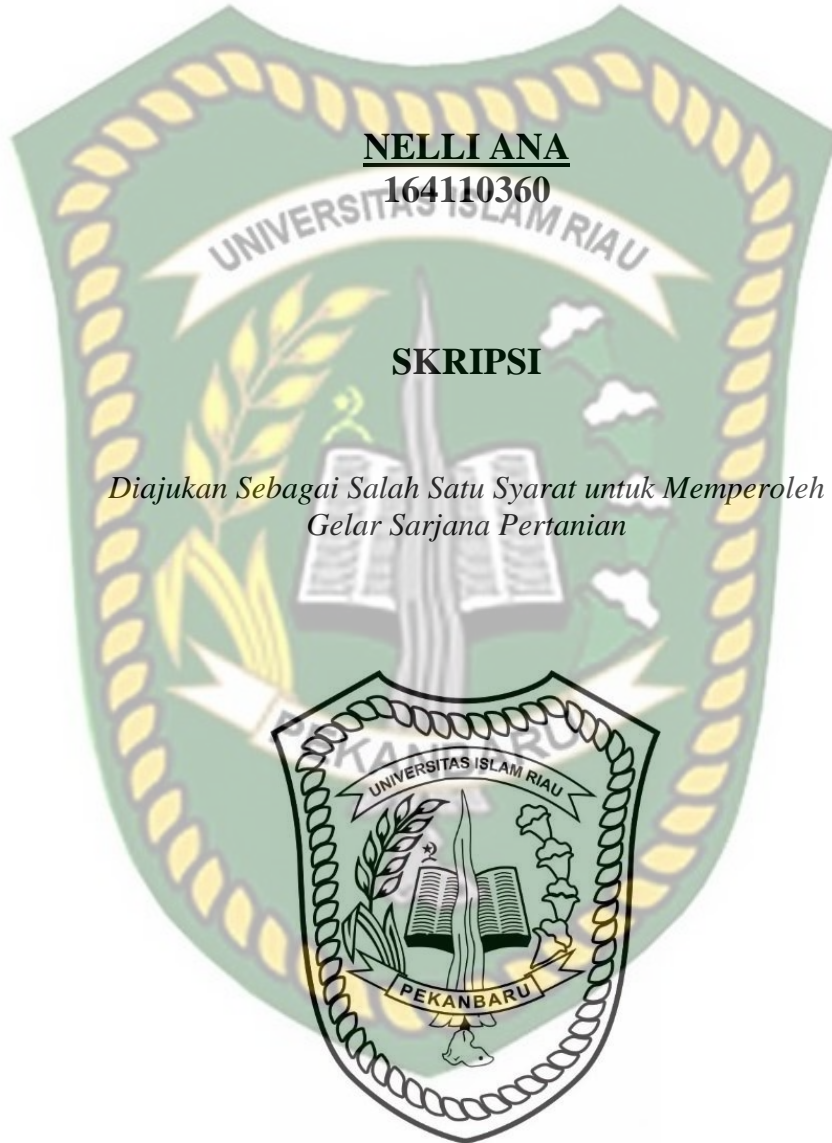 NELLI ANA
164110360
UNIVERSITAS ISLAM RIAU
SKRIPSI
Diajukan Sebagai Salah Satu Syarat untuk Memperoleh
Gelar Sarjana Pertanian
PEKANBARU
UNIVERSITAS ISLAM RIAU
PEKANBARU